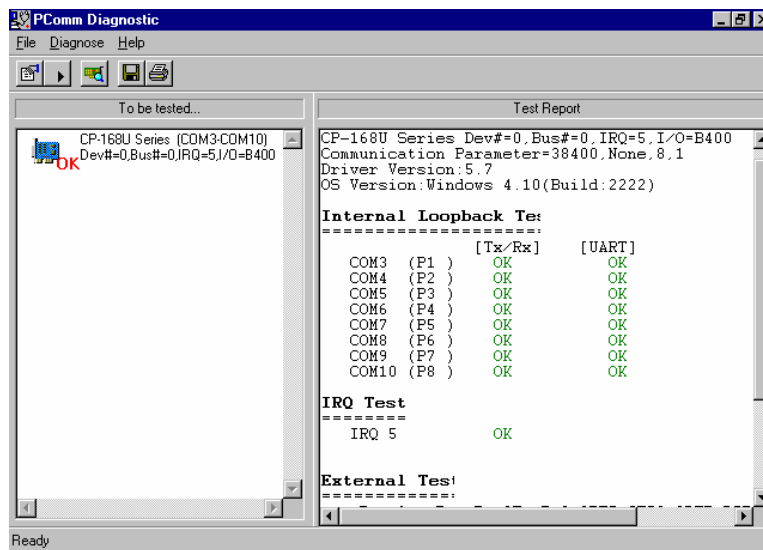 PComm Diagnostic
File Diagnose Help
To be tested...
CP-168U Series (COM3-COM10)
Dev#=0,Bus#=0,IRQ=5,I/O=B400
OK
Test Report
CP-168U Series Dev#=0,Bus#=0,IRQ=5,I/O=B400
Communication Parameter=38400,None,8,1
Driver Version:5.7
OS Version:Windows 4.10(Build:2222)
Internal Loopback Tes
=====================
[Tx/Rx] [UART]
COM3 (P1 ) OK OK
COM4 (P2 ) OK OK
COM5 (P3 ) OK OK
COM6 (P4 ) OK OK
COM7 (P5 ) OK OK
COM8 (P6 ) OK OK
COM9 (P7 ) OK OK
COM10 (P8 ) OK OK
IRQ Test
========
IRQ 5 OK
External Test
=============
Ready